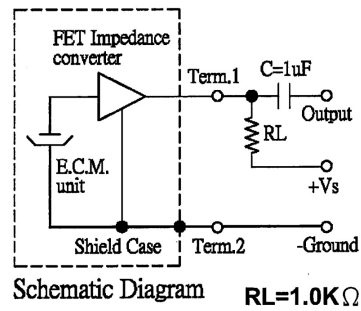 FET Impedance
converter
Term.1
C=1uF
Output
RL
E.C.M.
unit
+Vs
Shield Case
Term.2
-Ground
Schematic Diagram
RL=1.0KΩ